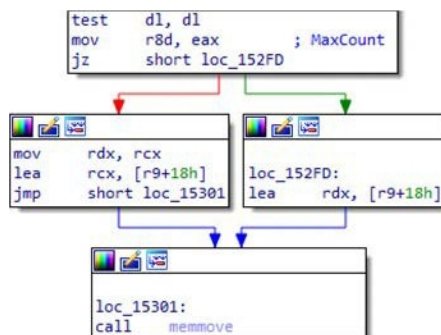 test dl, dl
mov r8d, eax ; MaxCount
jz short loc_152FD
mov rdx, rcx
lea rcx, [r9+18h]
jmp short loc_15301
loc_152FD:
lea rdx, [r9+18h]
loc_15301:
call memmove